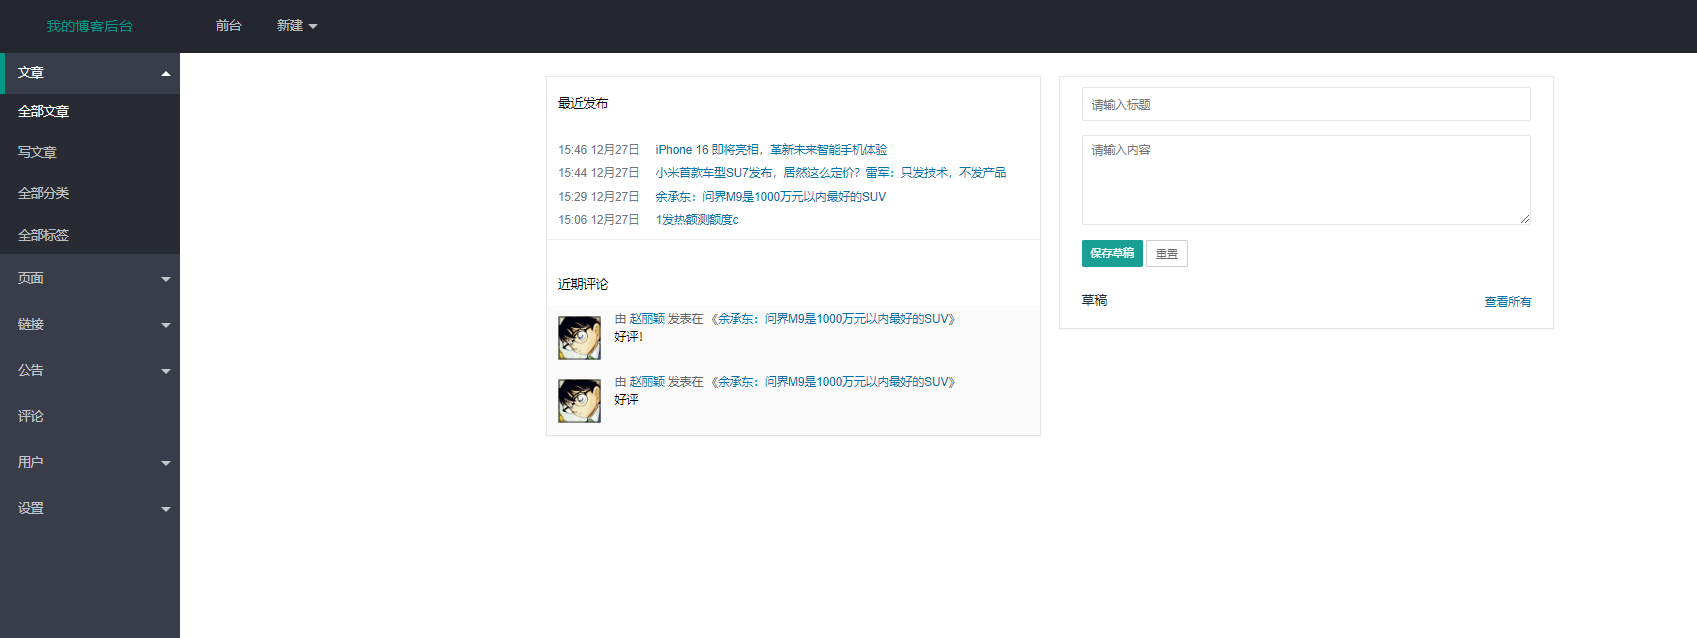 我的博客后台
前台
新建
文章
全部文章
写文章
全部分类
全部标签
页面
链接
公告
评论
用户
设置
最近发布
15:46 12月27日 iPhone 16 即将亮相，革新未来智能手机体验
15:44 12月27日 小米首款车型SU7发布，居然这么定价？雷军：只发技术，不发产品
15:29 12月27日 余承东：问界M9是1000万元以内最好的SUV
15:06 12月27日 1发热额测额度c
近期评论
由 赵丽颖 发表在 《余承东：问界M9是1000万元以内最好的SUV》
好评！
由 赵丽颖 发表在 《余承东：问界M9是1000万元以内最好的SUV》
好评
请输入标题
请输入内容
保存草稿 重置
草稿 查看所有